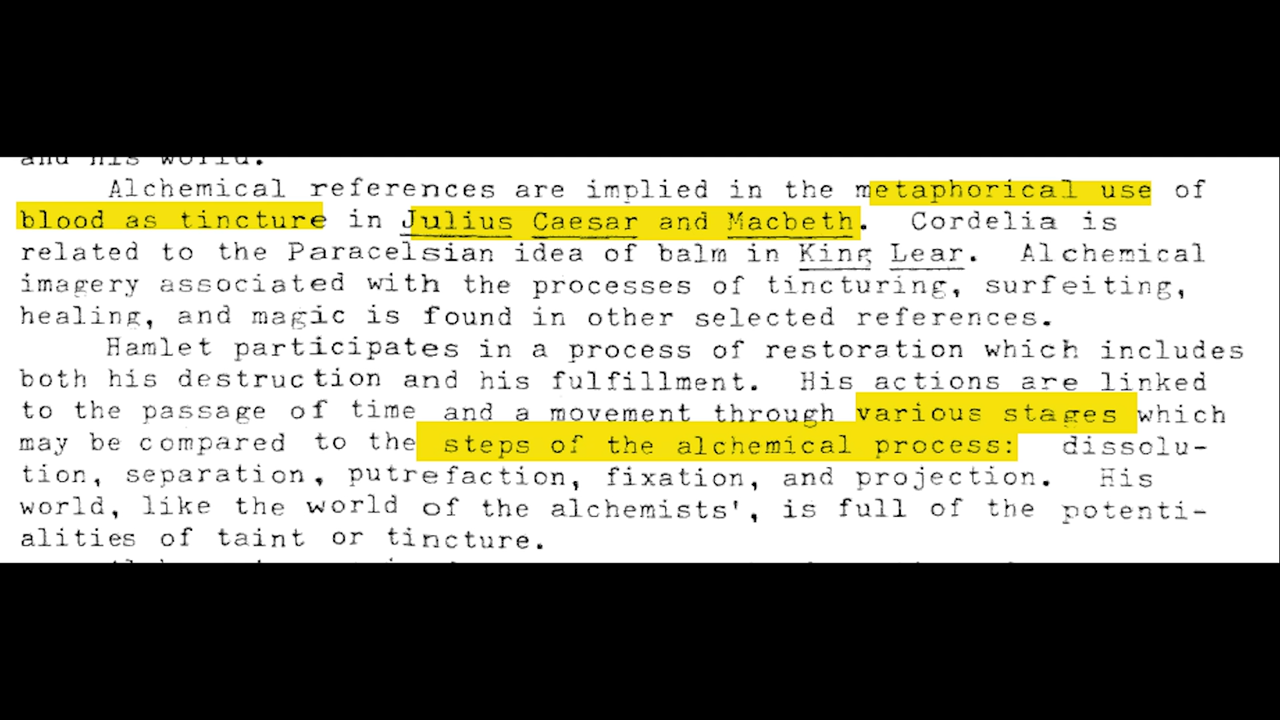 and his world.
Alchemical references are implied in the metaphorical use of
blood as tincture in Julius Caesar and Macbeth. Cordelia is
related to the Paracelsian idea of balm in King Lear. Alchemical
imagery associated with the processes of tincturing, surfeiting,
healing, and magic is found in other selected references.
Hamlet participates in a process of restoration which includes
both his destruction and his fulfillment. His actions are linked
to the passage of time and a movement through various stages which
may be compared to the steps of the alchemical process: dissolu-
tion, separation, putrefaction, fixation, and projection. His
world, like the world of the alchemists', is full of the potenti-
alities of taint or tincture.